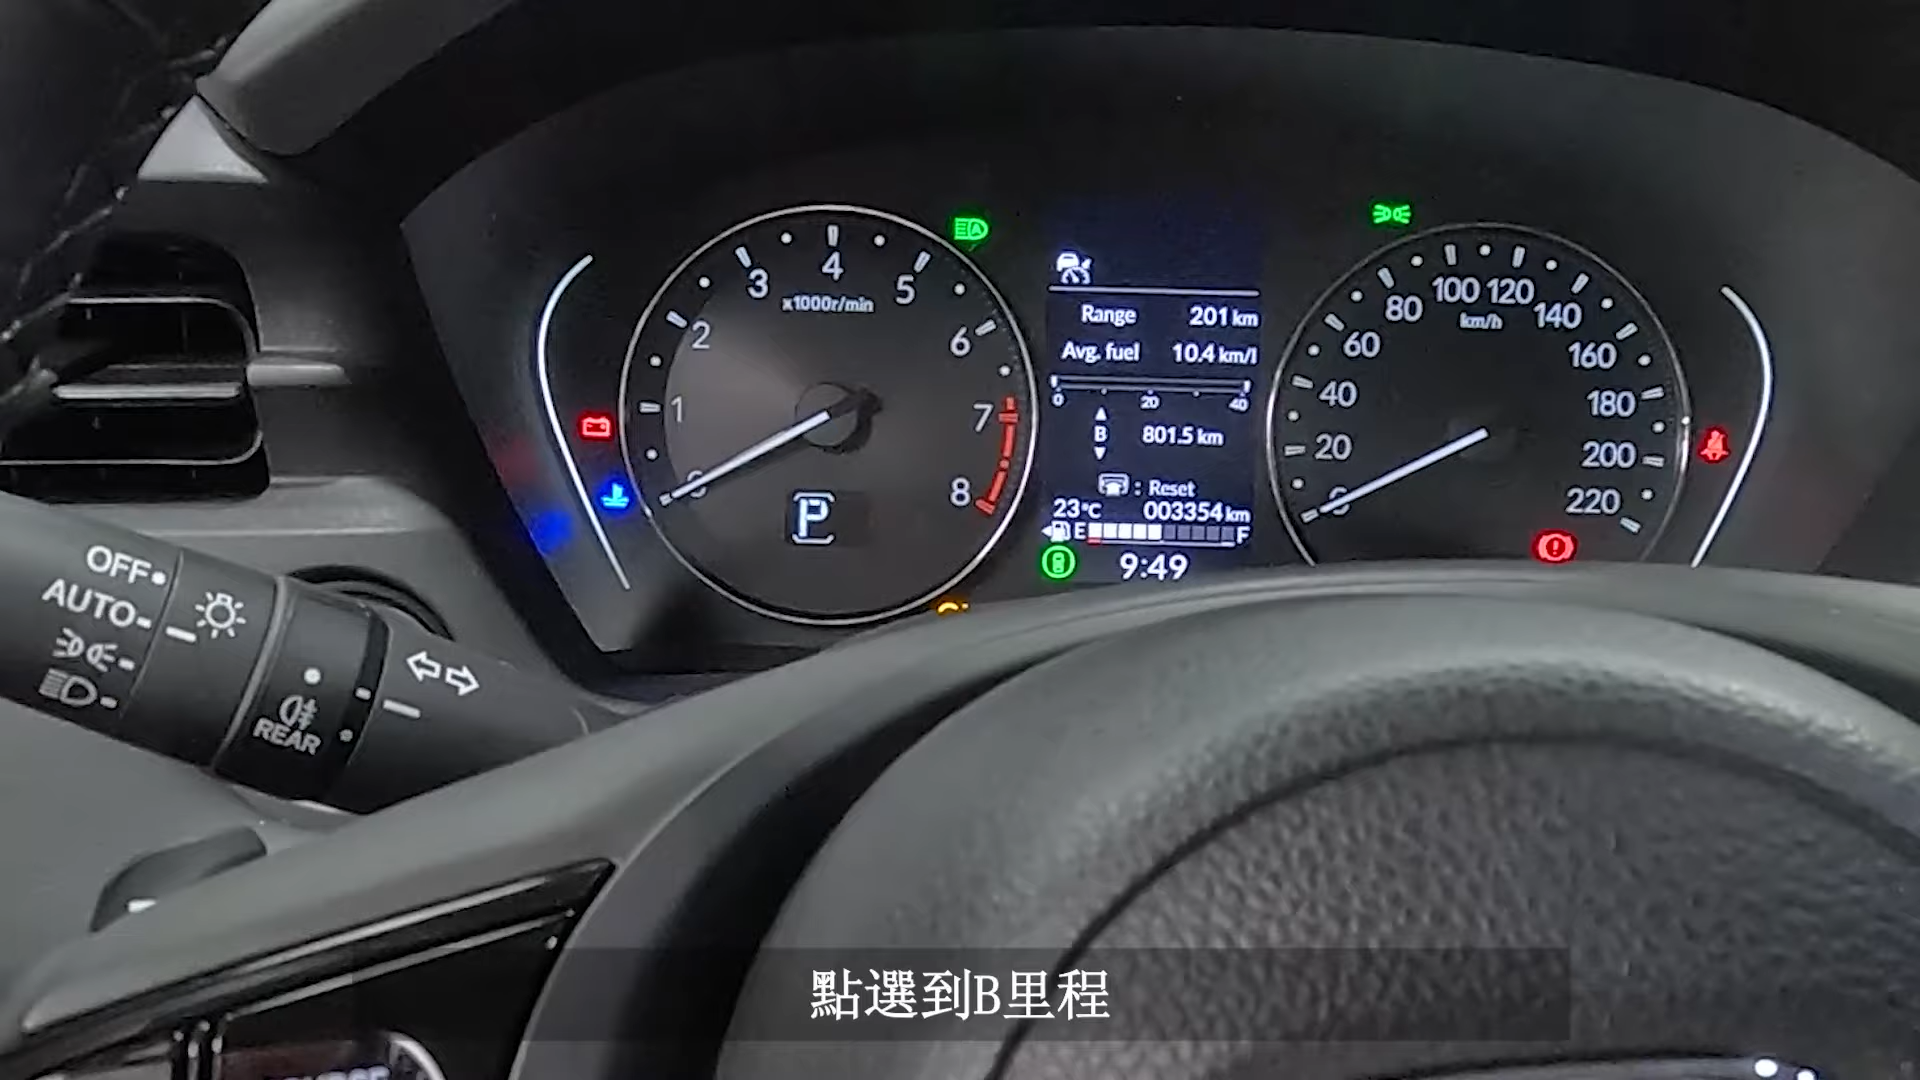 4
3
5
x1000r/min
2
6
1
7
8
P
Range 201 km
Avg. fuel 10.4 km/l
0 20 40
B 801.5 km
: Reset
23°C 003354 km
E F
9:49
100 120
80 140
km/h
60 160
40 180
20 200
220
OFF
AUTO
REAR
點選到B里程